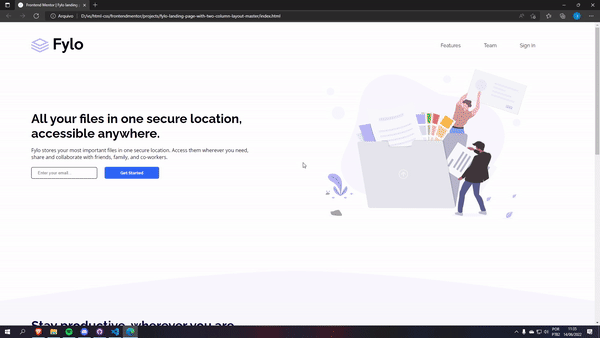 Frontend Mentor | Fylo landing
Arquivo
D:/vs/html-css/frontendmentor/projects/fylo-landing-page-with-two-column-layout-master/index.html
Fylo
Features
Team
Sign in
All your files in one secure location,
accessible anywhere.
Fylo stores your most important files in one secure location. Access them wherever you need,
share and collaborate with friends, family, and co-workers.
Enter your email
Get Started
Stay productive, wherever you are
POR
PTB2
11:35
14/06/2022